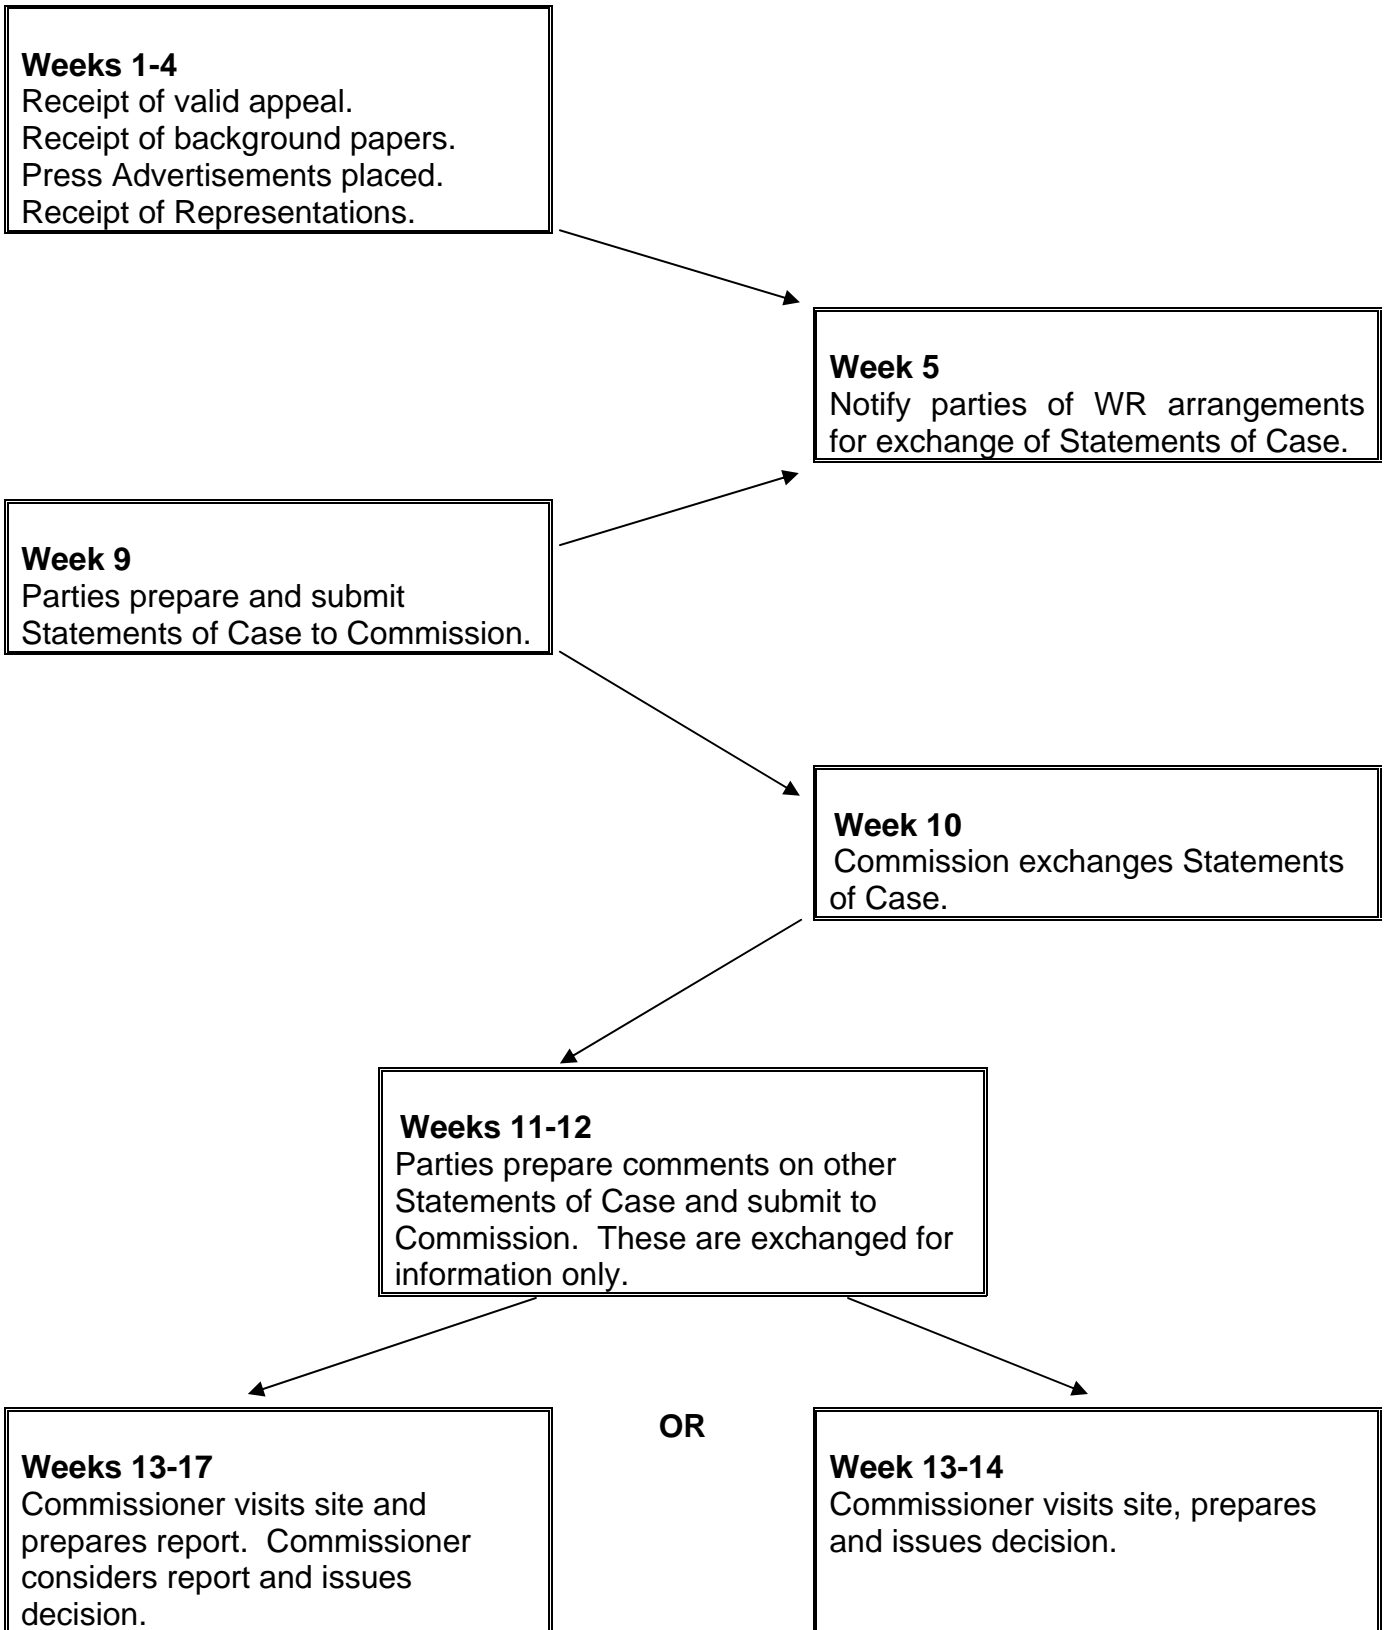 Weeks 1-4
Receipt of valid appeal.
Receipt of background papers.
Press Advertisements placed.
Receipt of Representations.
Week 5
Notify parties of WR arrangements
for exchange of Statements of Case.
Week 9
Parties prepare and submit
Statements of Case to Commission.
Week 10
Commission exchanges Statements
of Case.
Weeks 11-12
Parties prepare comments on other
Statements of Case and submit to
Commission. These are exchanged for
information only.
Weeks 13-17
Commissioner visits site and
prepares report. Commissioner
considers report and issues
decision.
OR
Week 13-14
Commissioner visits site, prepares
and issues decision.